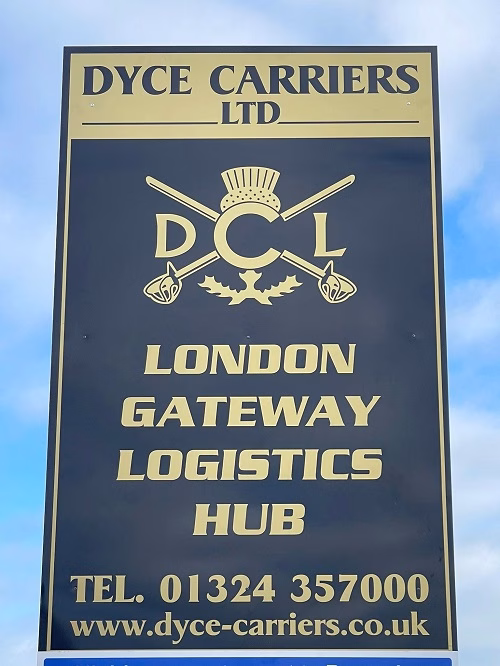 DYCE CARRIERS
LTD
D C L
LONDON
GATEWAY
LOGISTICS
HUB
TEL. 01324 357000
www.dyce-carriers.co.uk